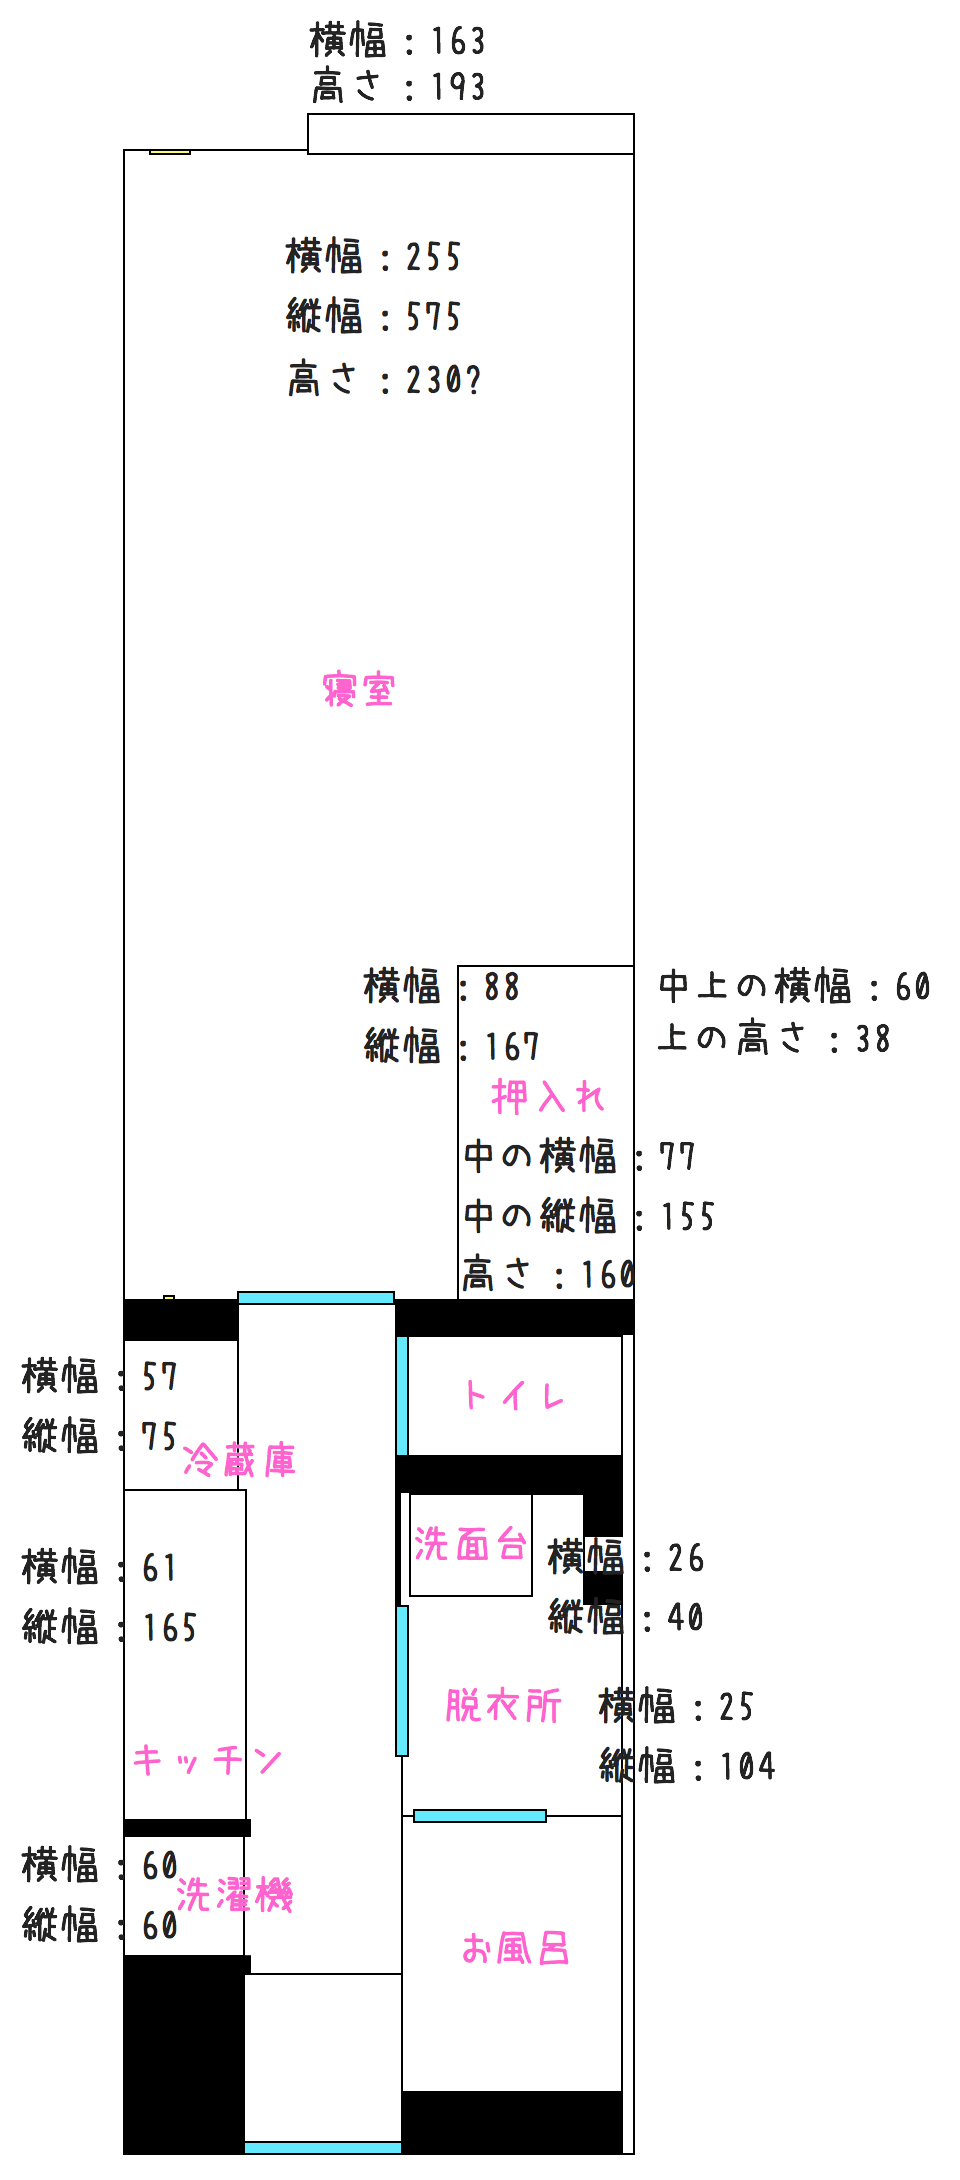 横幅：163
高さ：193
横幅：255
縦幅：575
高さ：230?
寝室
横幅：88
縦幅：167
中上の横幅：60
上の高さ：38
押入れ
中の横幅：77
中の縦幅：155
高さ：160
横幅：57
縦幅：75
冷蔵庫
トイレ
洗面台
横幅：26
縦幅：40
横幅：61
縦幅：165
脱衣所
横幅：25
縦幅：104
キッチン
横幅：60
縦幅：60
洗濯機
お風呂